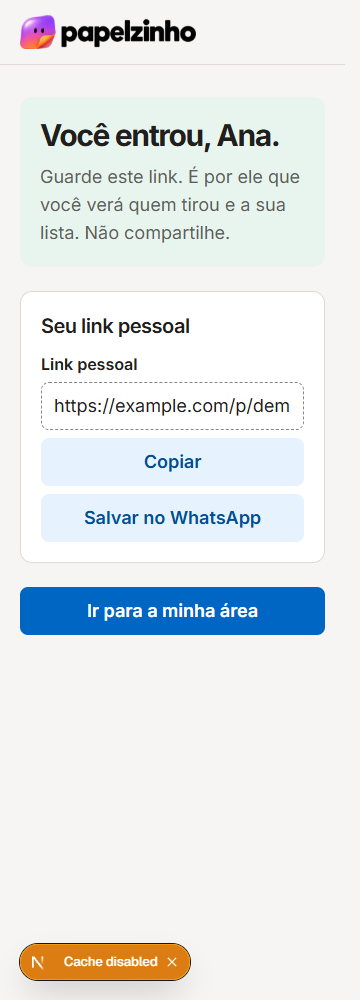 papelzinho
Você entrou, Ana.
Guarde este link. É por ele que
você verá quem tirou e a sua
lista. Não compartilhe.
Seu link pessoal
Link pessoal
https://example.com/p/dem
Copiar
Salvar no WhatsApp
Ir para a minha área
Cache disabled